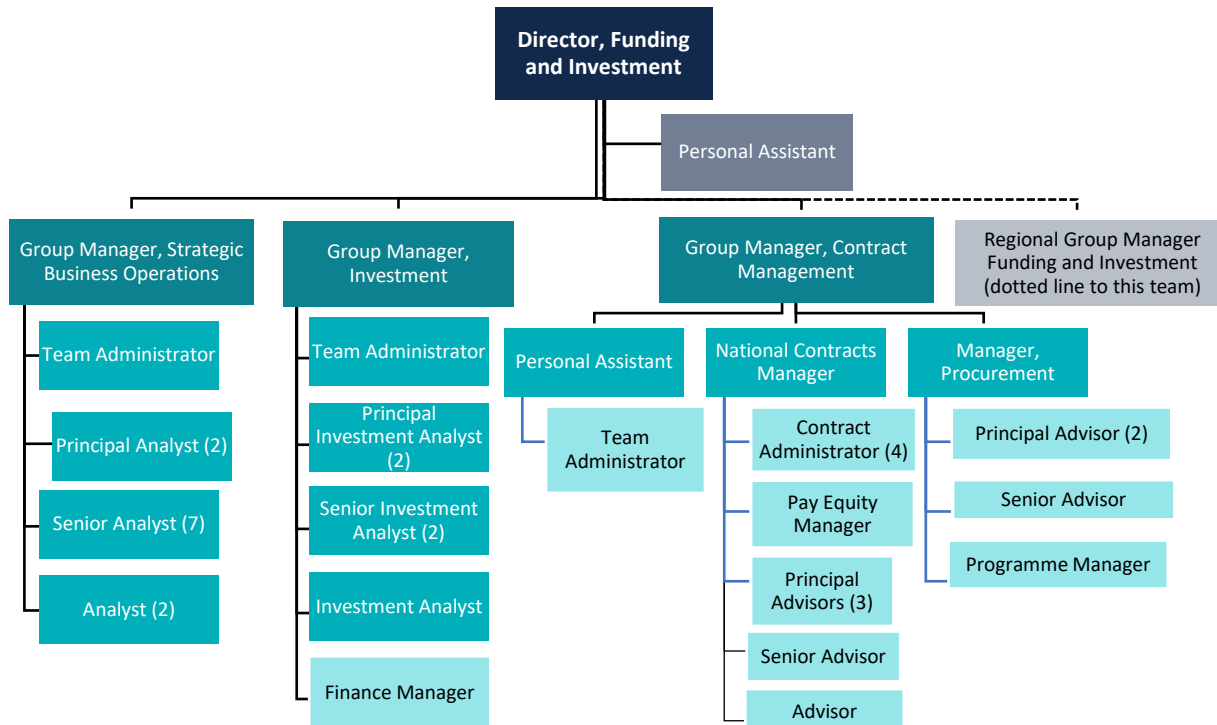 Director, Funding
and Investment
Personal Assistant
Group Manager, Strategic
Business Operations
Team Administrator
Principal Analyst (2)
Senior Analyst (7)
Analyst (2)
Group Manager,
Investment
Team Administrator
Principal
Investment Analyst
(2)
Senior Investment
Analyst (2)
Investment Analyst
Finance Manager
Group Manager, Contract
Management
Personal Assistant
Team
Administrator
National Contracts
Manager
Contract
Administrator (4)
Pay Equity
Manager
Principal
Advisors (3)
Senior Advisor
Advisor
Manager,
Procurement
Principal Advisor (2)
Senior Advisor
Programme Manager
Regional Group Manager
Funding and Investment
(dotted line to this team)